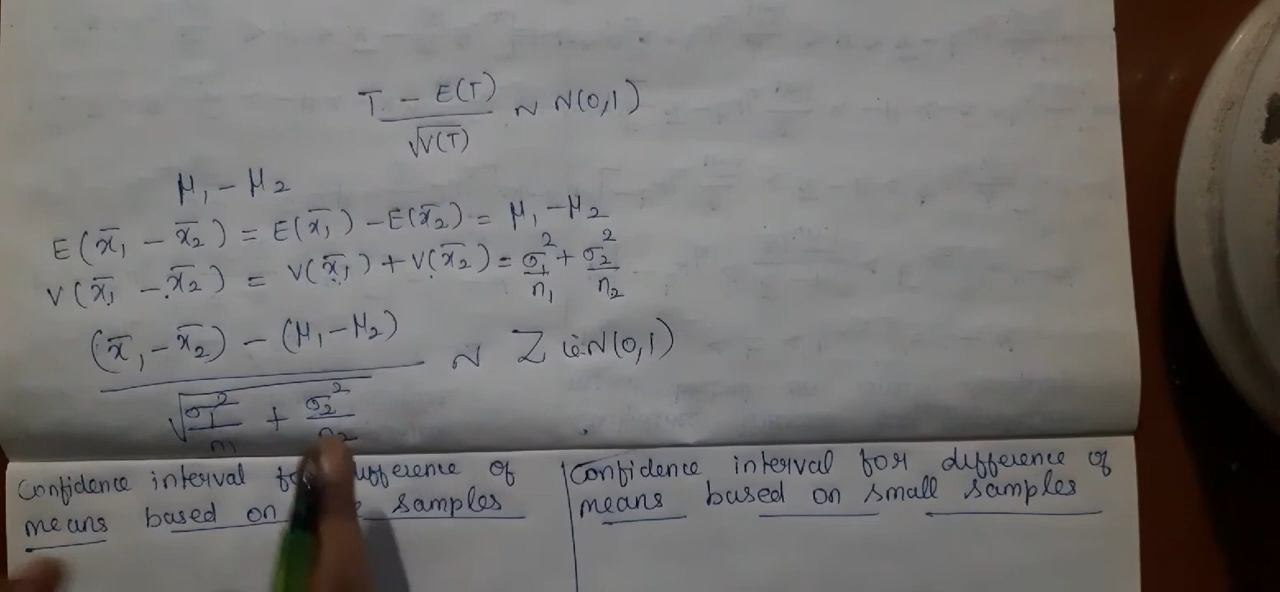 T - E(T) / √V(T) ~ N(0,1)
μ₁ - μ₂
E(x̄₁ - x̄₂) = E(x̄₁) - E(x̄₂) = μ₁ - μ₂
V(x̄₁ - x̄₂) = V(x̄₁) + V(x̄₂) = σ₁²/n₁ + σ₂²/n₂
(x̄₁ - x̄₂) - (μ₁ - μ₂) / √σ₁²/n₁ + σ₂²/n₂ ~ Z i.e N(0,1)
Confidence interval difference of
means based on samples
Confidence interval for difference of
means based on small samples